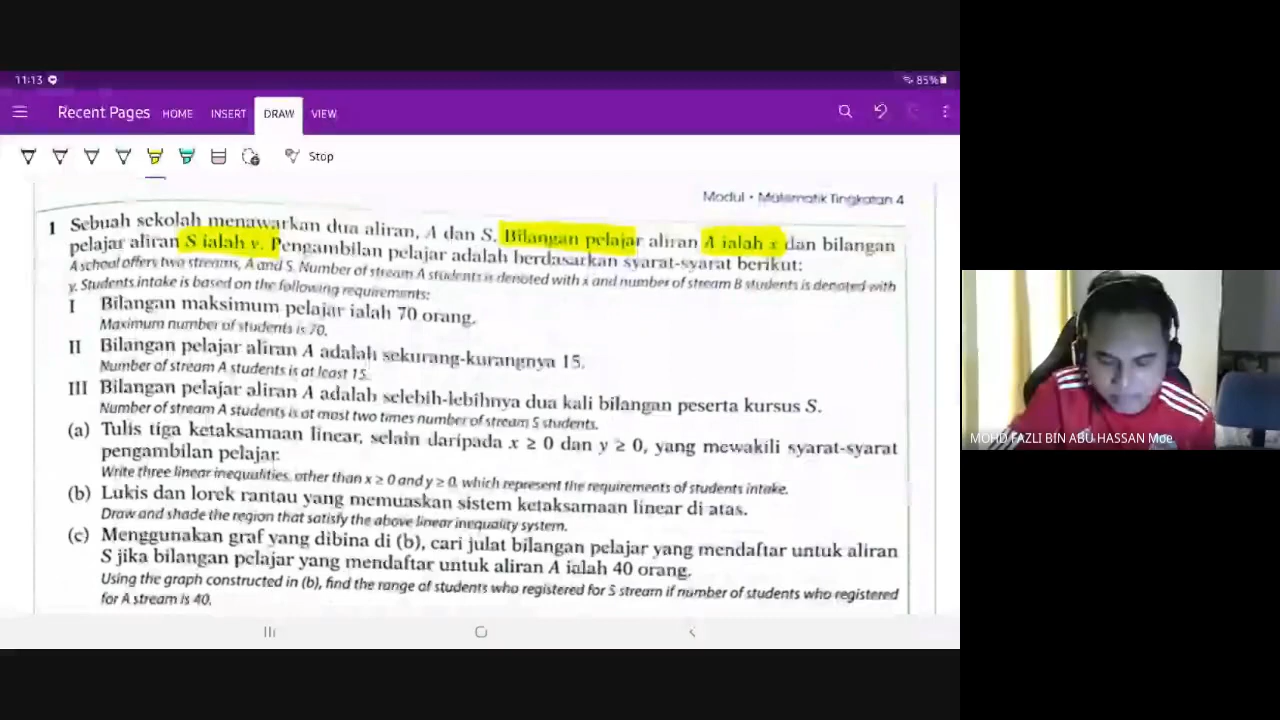 11:13
85%
Recent Pages HOME INSERT DRAW VIEW
Stop
Modul • Matematik Tingkatan 4
1 Sebuah sekolah menawarkan dua aliran, A dan S. Bilangan pelajar aliran A ialah x dan bilangan
pelajar aliran S ialah y. Pengambilan pelajar adalah berdasarkan syarat-syarat berikut:
A school offers two streams, A and S. Number of stream A students is denoted with x and number of stream B students is denoted with
y. Students intake is based on the following requirements:
I Bilangan maksimum pelajar ialah 70 orang.
Maximum number of students is 70.
II Bilangan pelajar aliran A adalah sekurang-kurangnya 15.
Number of stream A students is at least 15.
III Bilangan pelajar aliran A adalah selebih-lebihnya dua kali bilangan peserta kursus S.
Number of stream A students is at most two times number of stream S students.
(a) Tulis tiga ketaksamaan linear, selain daripada x ≥ 0 dan y ≥ 0, yang mewakili syarat-syarat
pengambilan pelajar.
Write three linear inequalities, other than x ≥ 0 and y ≥ 0, which represent the requirements of students intake.
(b) Lukis dan lorek rantau yang memuaskan sistem ketaksamaan linear di atas.
Draw and shade the region that satisfy the above linear inequality system.
(c) Menggunakan graf yang dibina di (b), cari julat bilangan pelajar yang mendaftar untuk aliran
S jika bilangan pelajar yang mendaftar untuk aliran A ialah 40 orang.
Using the graph constructed in (b), find the range of students who registered for S stream if number of students who registered
for A stream is 40.
MOHD FAZLI BIN ABU HASSAN Moe